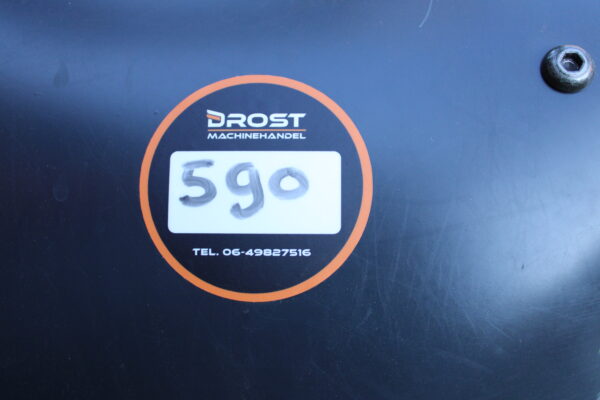 DROST
MACHINEHANDEL
590
TEL. 06-49827516